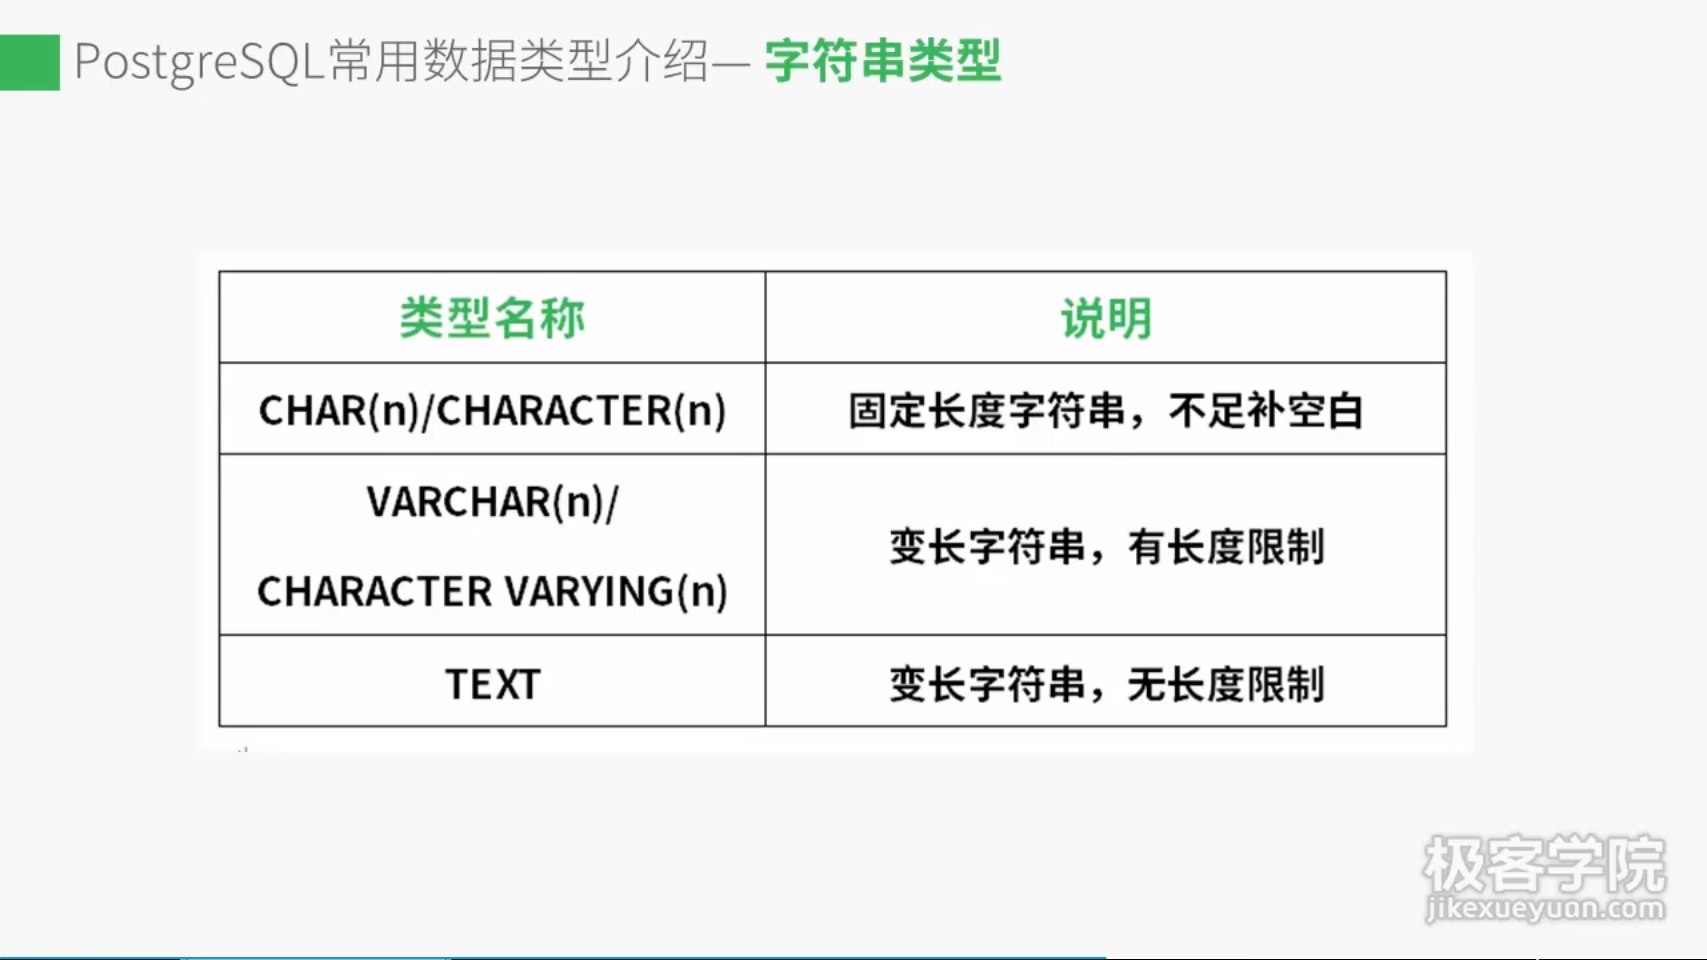 PostgreSQL常用数据类型介绍— 字符串类型
类型名称
说明
CHAR(n)/CHARACTER(n)
固定长度字符串，不足补空白
VARCHAR(n)/
CHARACTER VARYING(n)
变长字符串，有长度限制
TEXT
变长字符串，无长度限制
极客学院
jikexueyuan.com